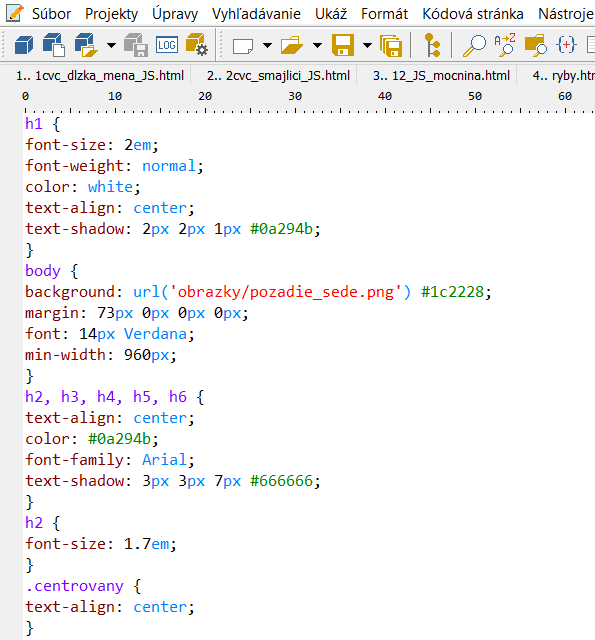 Súbor Projekty Úpravy Vyhľadávanie Ukáž Formát Kódová stránka Nástroje
LOG A Z
1.. 1cvc_dlzka_mena_JS.html 2.. 2cvc_smajlici_JS.html 3.. 12_JS_mocnina.html 4.. ryby.htr
0 10 20 30 40 50 60
h1 {
font-size: 2em;
font-weight: normal;
color: white;
text-align: center;
text-shadow: 2px 2px 1px #0a294b;
}
body {
background: url('obrazky/pozadie_sede.png') #1c2228;
margin: 73px 0px 0px 0px;
font: 14px Verdana;
min-width: 960px;
}
h2, h3, h4, h5, h6 {
text-align: center;
color: #0a294b;
font-family: Arial;
text-shadow: 3px 3px 7px #666666;
}
h2 {
font-size: 1.7em;
}
.centrovany {
text-align: center;
}